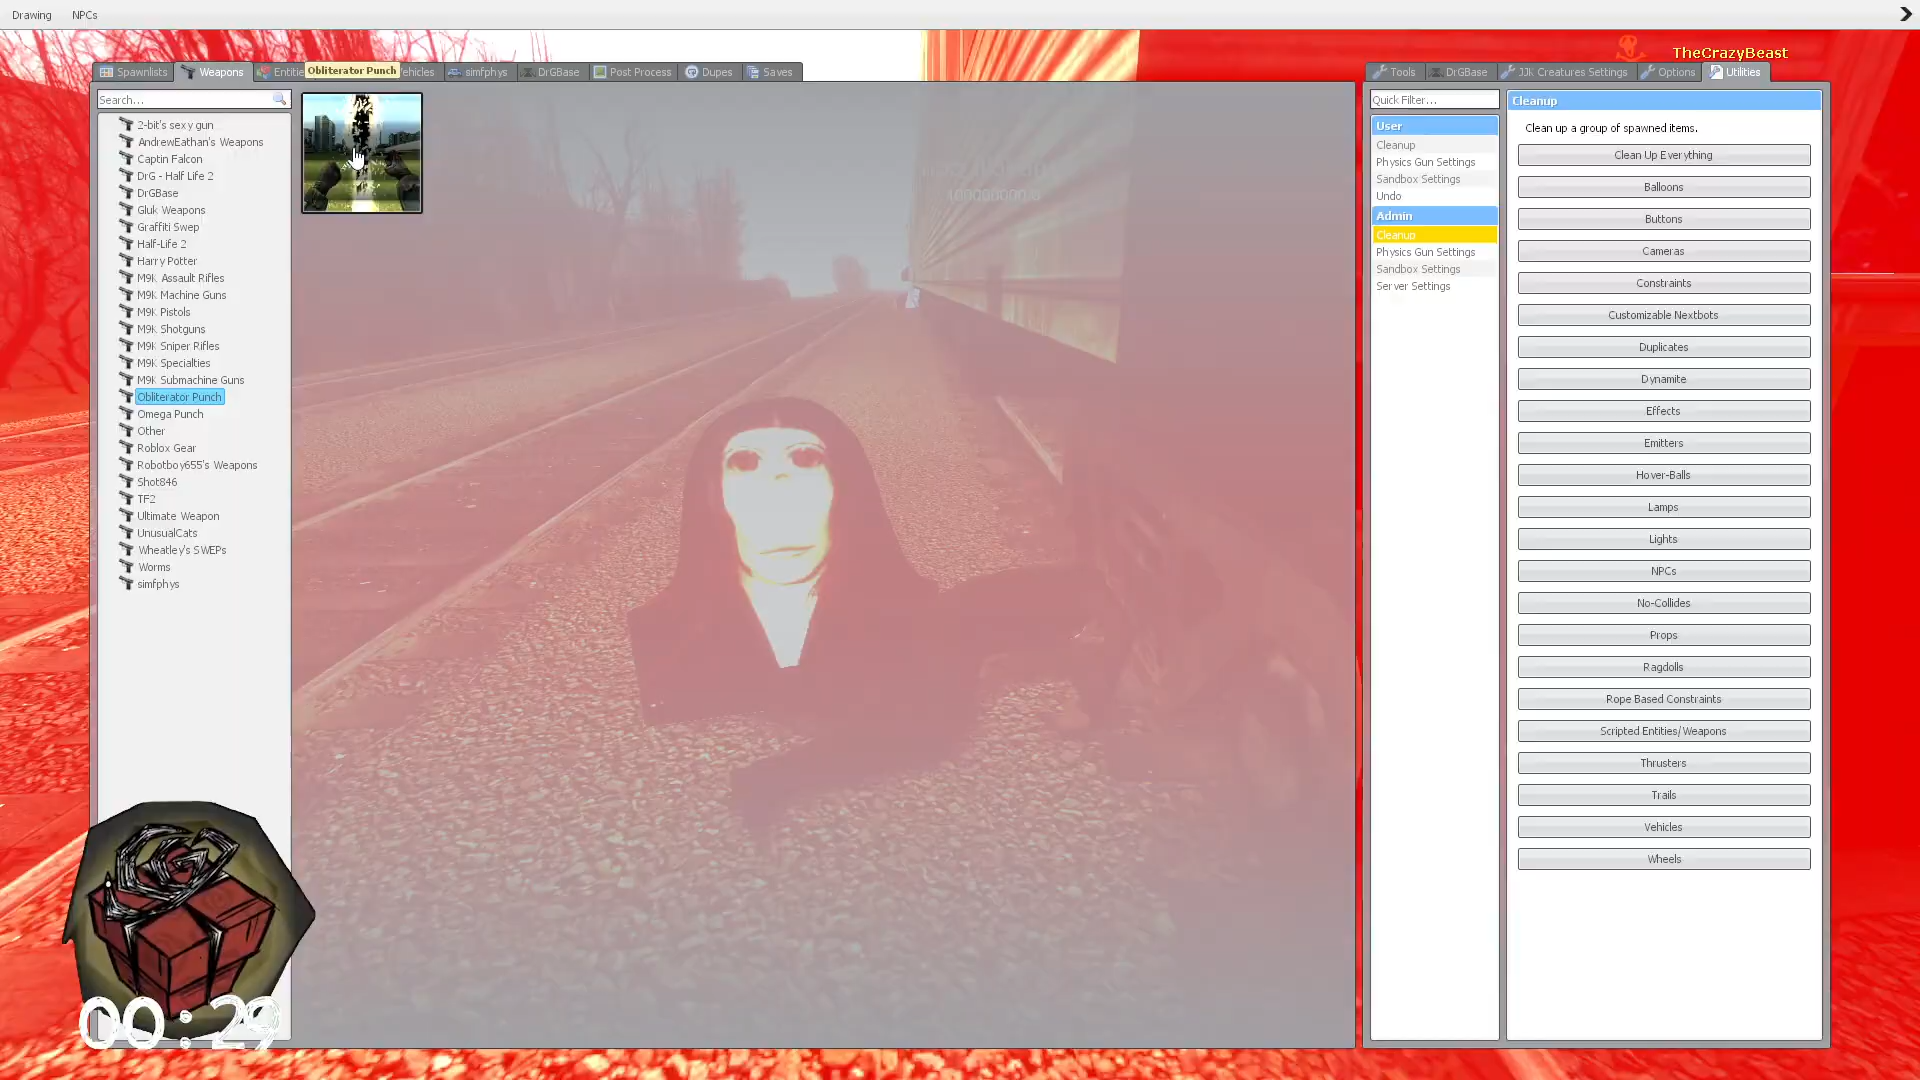 Drawing
NPCs
TheCrazyBeast
Spawnlists
Weapons
Entitie
Obliterator Punch
ehicles
simfphys
DrGBase
Post Process
Dupes
Saves
Tools
DrGBase
JJK Creatures Settings
Options
Utilities
Search...
2-bit's sexy gun
AndrewEathan's Weapons
Captin Falcon
DrG - Half Life 2
DrGBase
Gluk Weapons
Graffiti Swep
Half-Life 2
Harry Potter
M9K Assault Rifles
M9K Machine Guns
M9K Pistols
M9K Shotguns
M9K Sniper Rifles
M9K Specialties
M9K Submachine Guns
Obliterator Punch
Omega Punch
Other
Roblox Gear
Robotboy655's Weapons
Shot846
TF2
Ultimate Weapon
UnusualCats
Wheatley's SWEPs
Worms
simfphys
00:29
Quick Filter...
User
Cleanup
Physics Gun Settings
Sandbox Settings
Undo
Admin
Cleanup
Physics Gun Settings
Sandbox Settings
Server Settings
Cleanup
Clean up a group of spawned items.
Clean Up Everything
Balloons
Buttons
Cameras
Constraints
Customizable Nextbots
Duplicates
Dynamite
Effects
Emitters
Hover-Balls
Lamps
Lights
NPCs
No-Collides
Props
Ragdolls
Rope Based Constraints
Scripted Entities/Weapons
Thrusters
Trails
Vehicles
Wheels